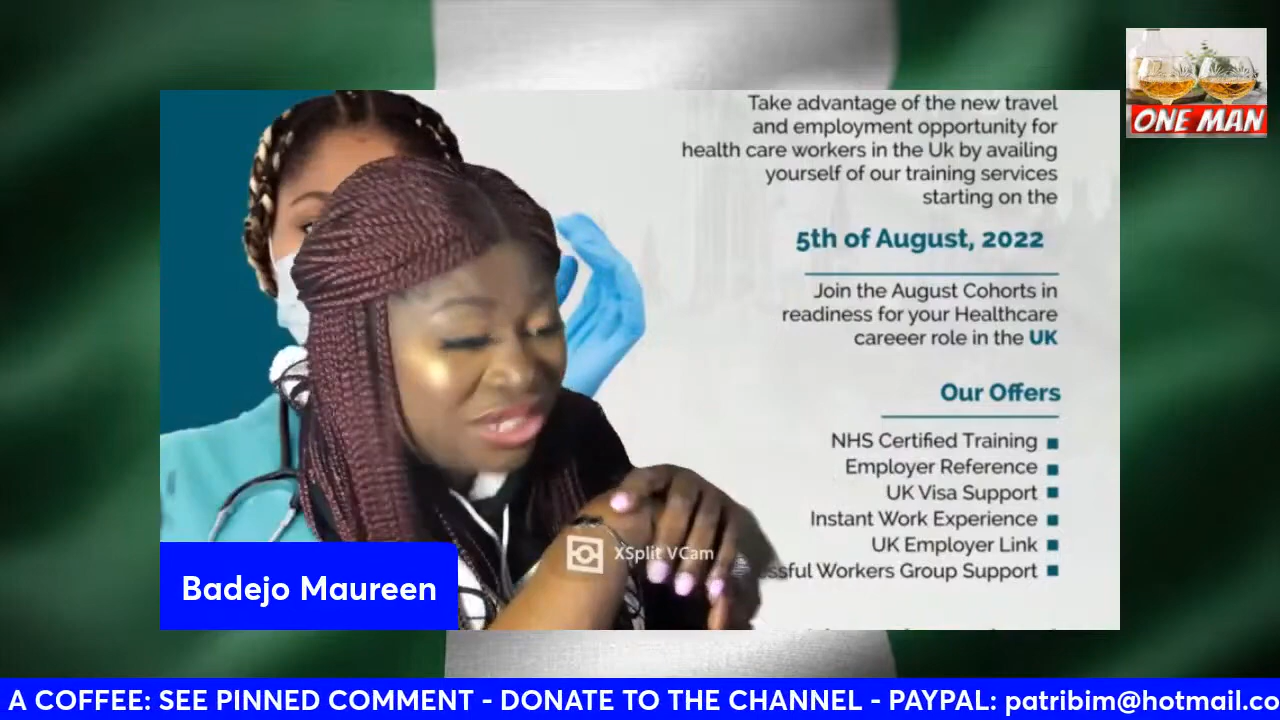 ONE MAN
Take advantage of the new travel
and employment opportunity for
health care workers in the Uk by availing
yourself of our training services
starting on the
5th of August, 2022
Join the August Cohorts in
readiness for your Healthcare
careeer role in the UK
Our Offers
NHS Certified Training
Employer Reference
UK Visa Support
Instant Work Experience
UK Employer Link
Workers Group Support
XSplit VCam
Badejo Maureen
A COFFEE: SEE PINNED COMMENT - DONATE TO THE CHANNEL - PAYPAL: patribim@hotmail.co